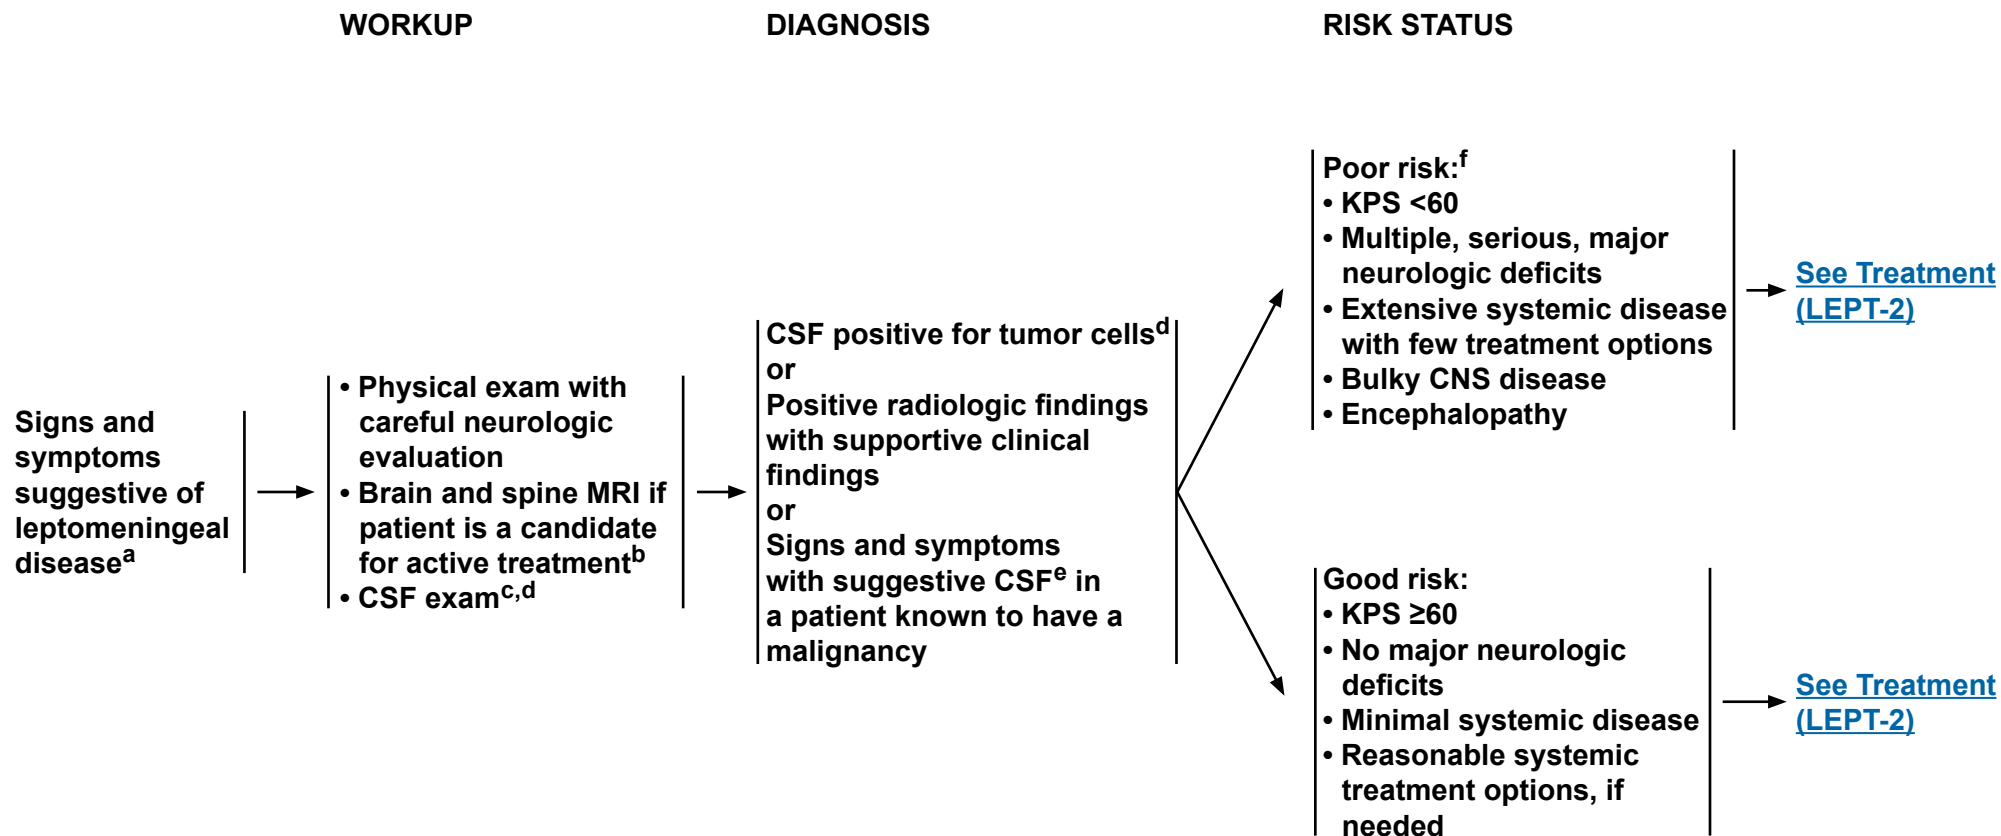 WORKUP
DIAGNOSIS
RISK STATUS
Signs and
symptoms
suggestive of
leptomeningeal
disease^a
• Physical exam with
careful neurologic
evaluation
• Brain and spine MRI if
patient is a candidate
for active treatment^b
• CSF exam^c,d
CSF positive for tumor cells^d
or
Positive radiologic findings
with supportive clinical
findings
or
Signs and symptoms
with suggestive CSF^e in
a patient known to have a
malignancy
Poor risk:^f
• KPS <60
• Multiple, serious, major
neurologic deficits
• Extensive systemic disease
with few treatment options
• Bulky CNS disease
• Encephalopathy
See Treatment
(LEPT-2)
Good risk:
• KPS ≥60
• No major neurologic
deficits
• Minimal systemic disease
• Reasonable systemic
treatment options, if
needed
See Treatment
(LEPT-2)